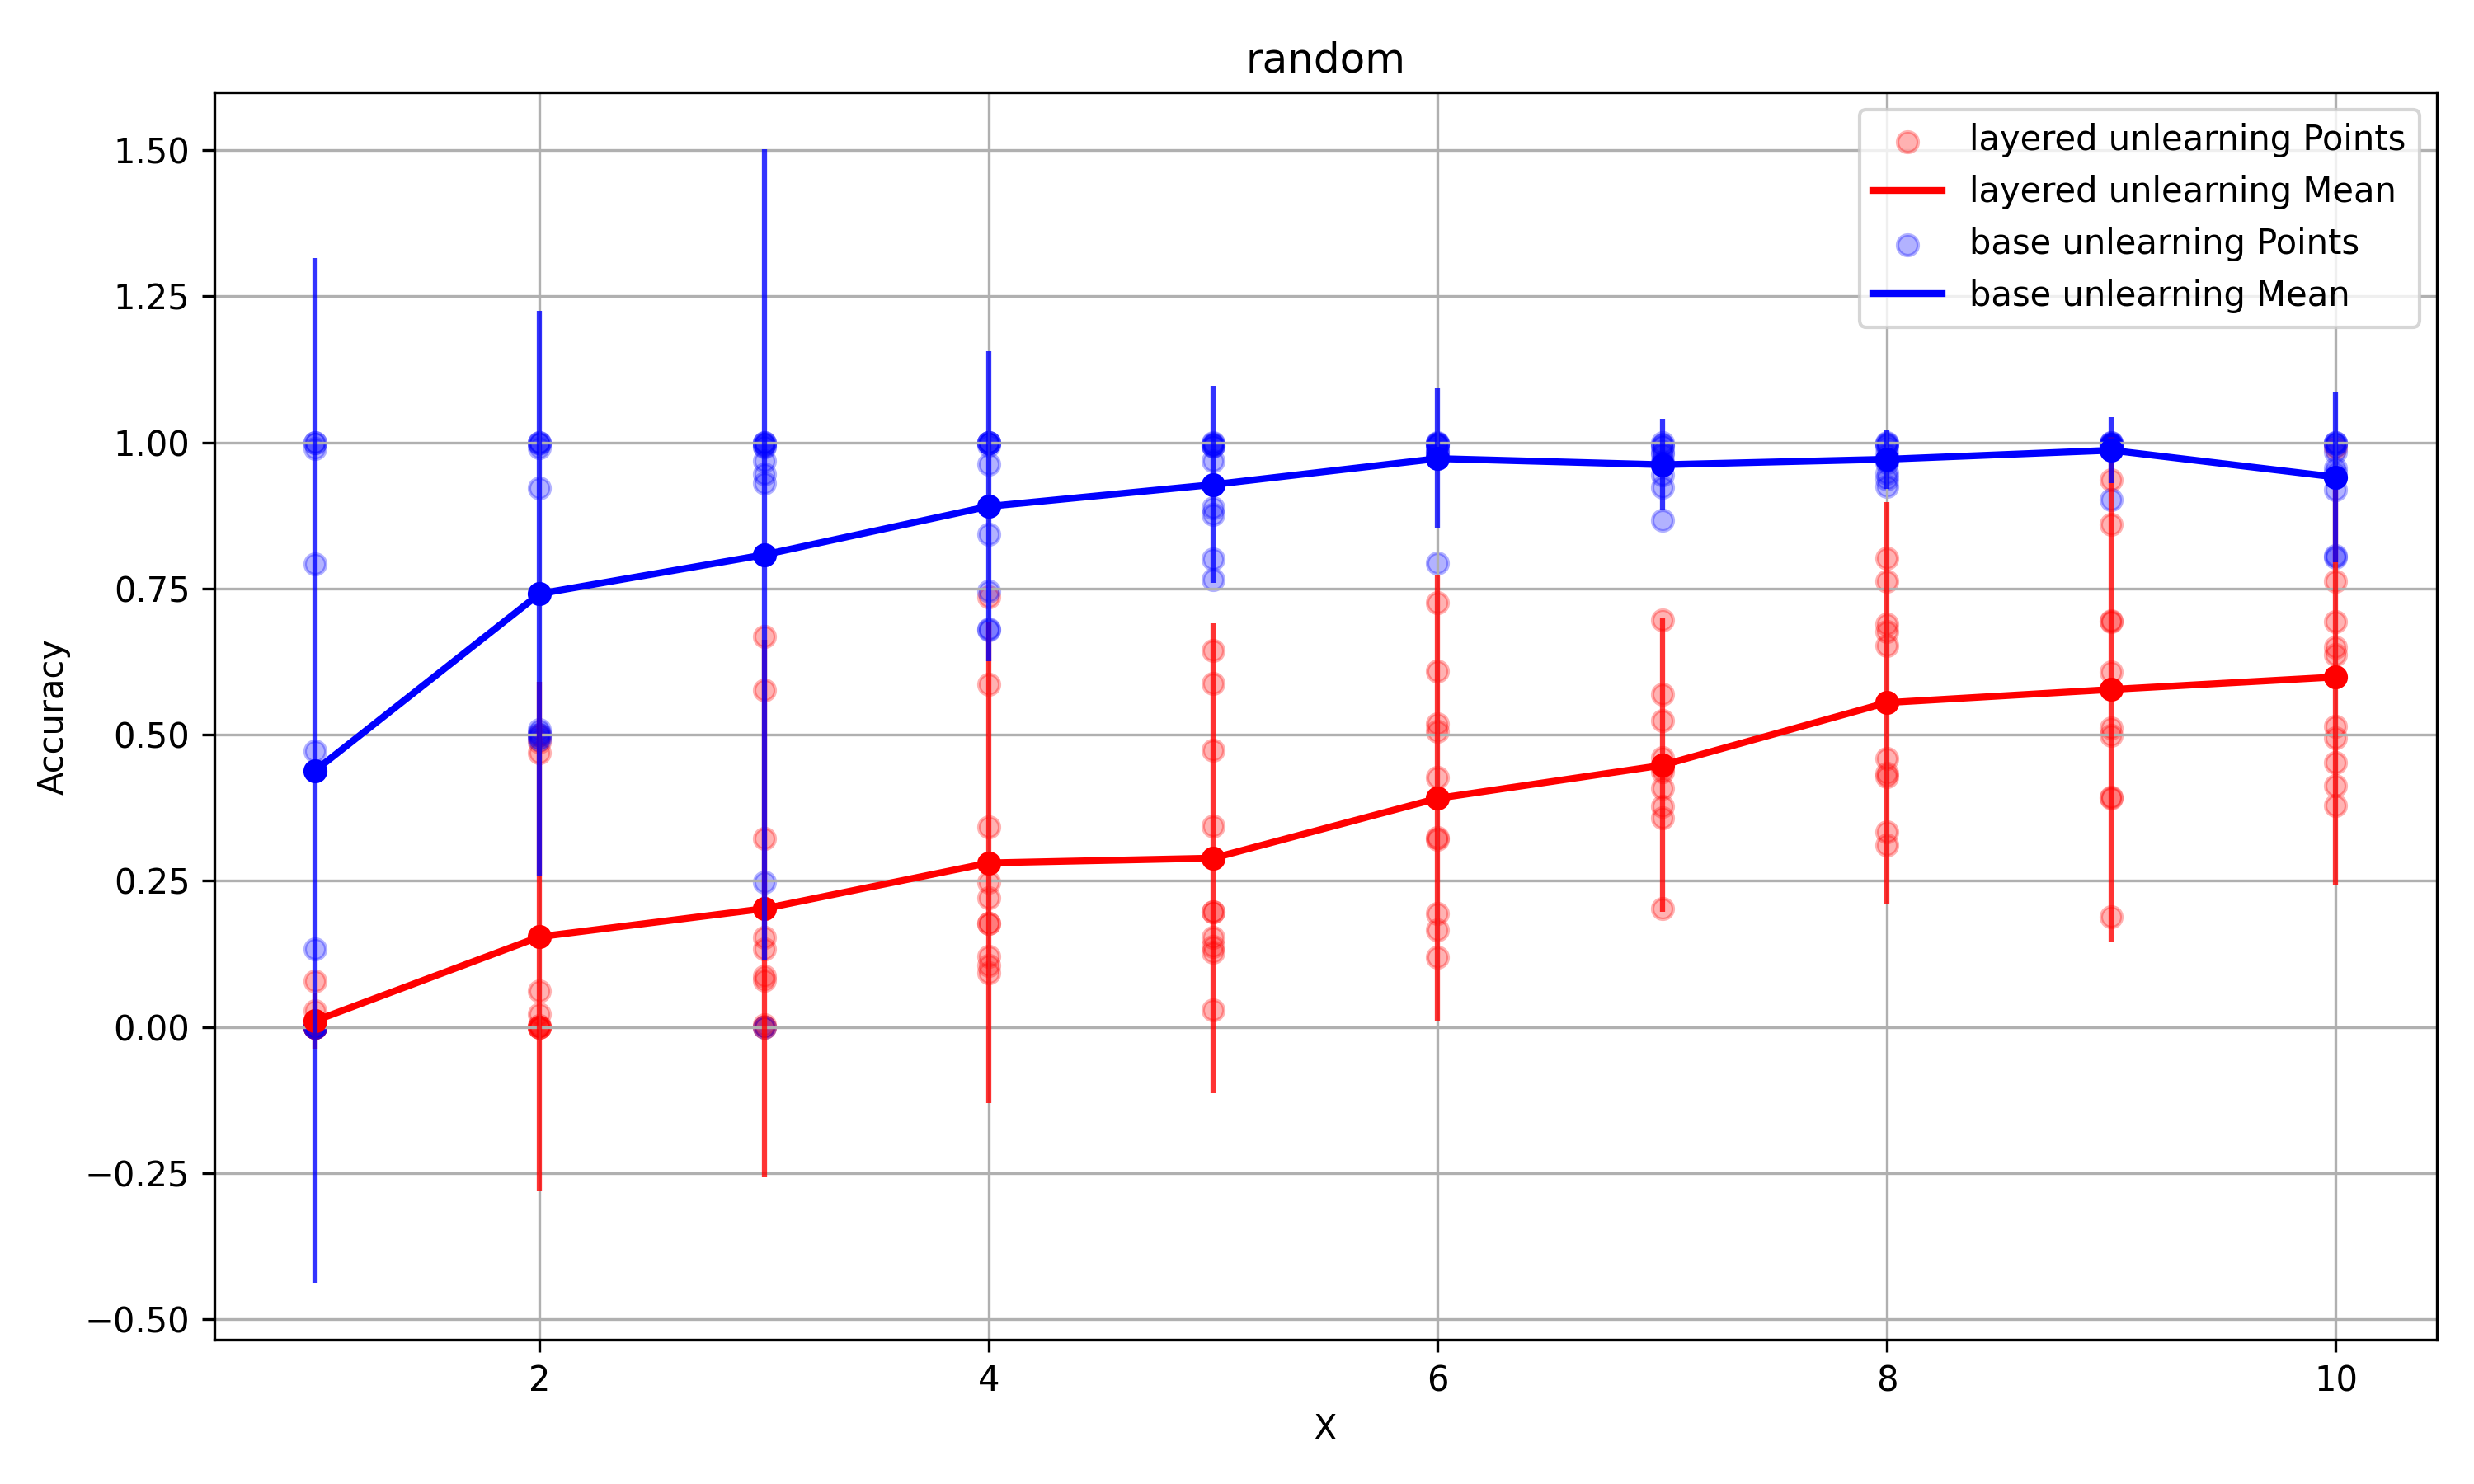 random
layered unlearning Points
layered unlearning Mean
base unlearning Points
base unlearning Mean
Accuracy
1.50
1.25
1.00
0.75
0.50
0.25
0.00
−0.25
−0.50
2 4 6 8 10
X